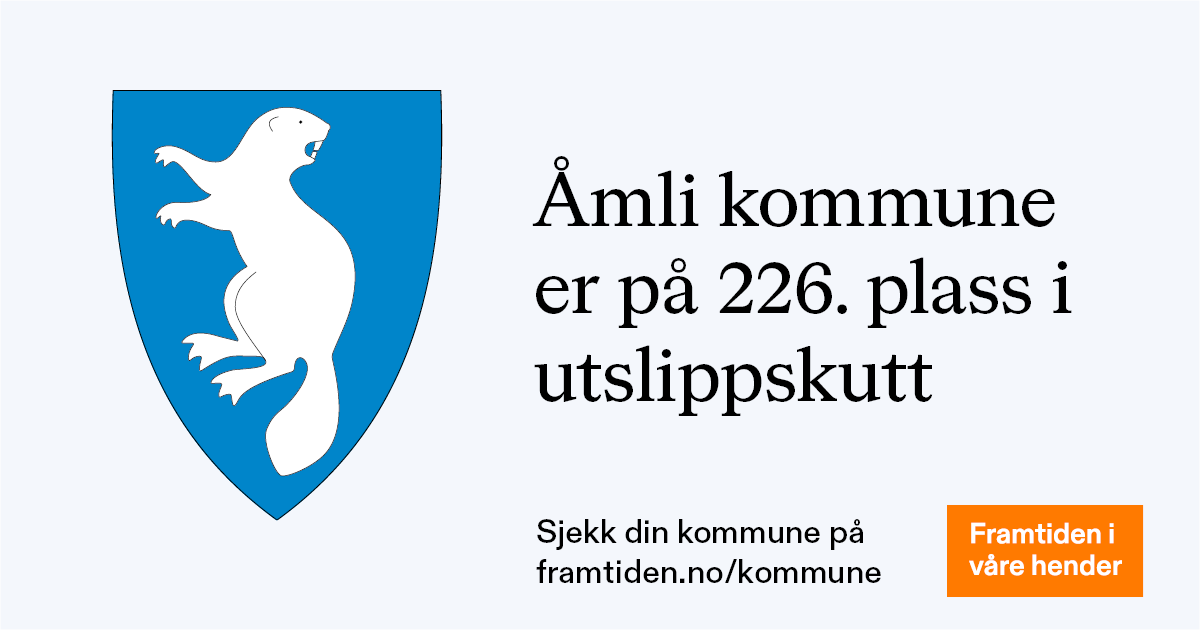 Åmli kommune
er på 226. plass i
utslippskutt
Sjekk din kommune på
framtiden.no/kommune
Framtiden i
våre hender